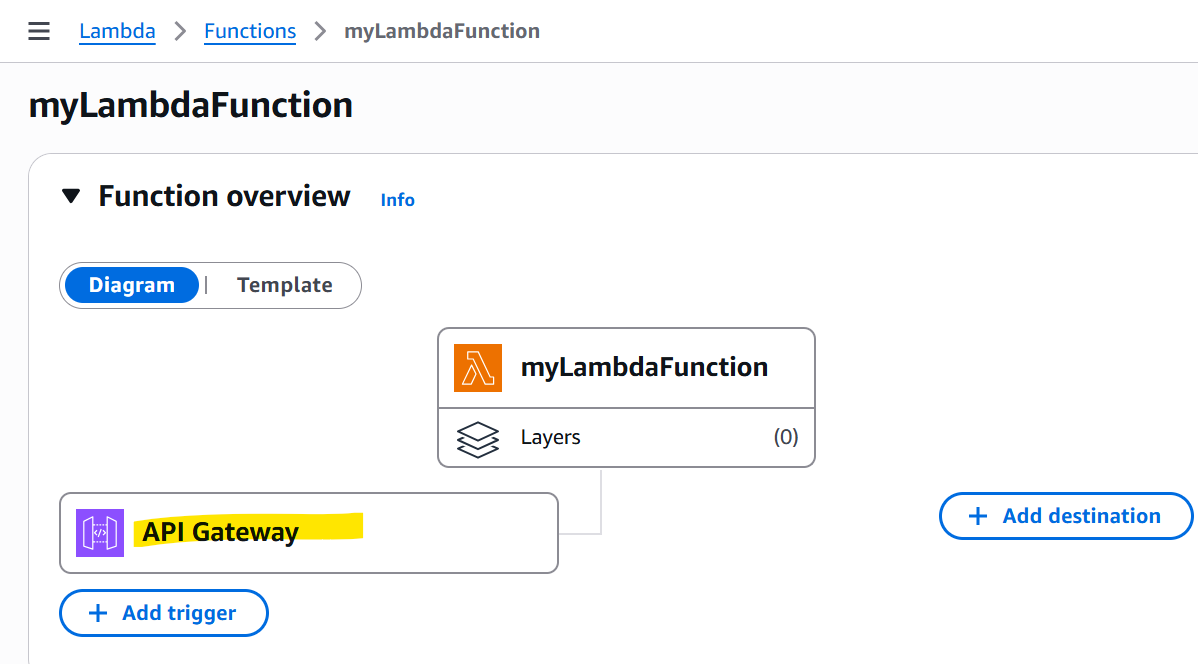 Lambda > Functions > myLambdaFunction
myLambdaFunction
Function overview Info
Diagram | Template
myLambdaFunction
Layers (0)
API Gateway
+ Add destination
+ Add trigger